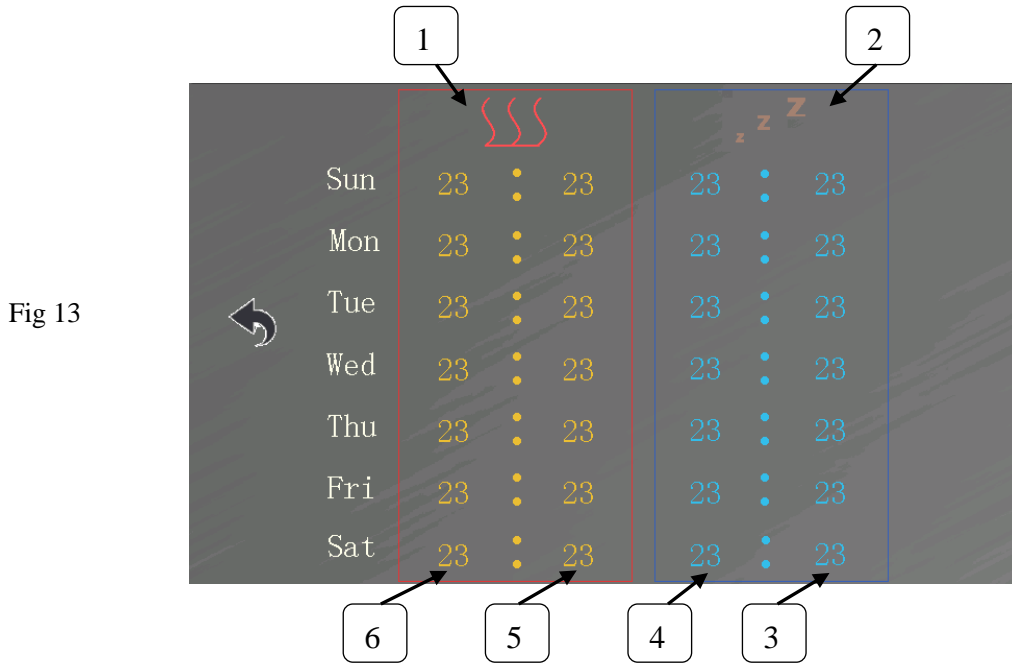 1 2
z z Z
Sun 23 : 23 23 : 23
Mon 23 : 23 23 : 23
Fig 13 Tue 23 : 23 23 : 23
Wed 23 : 23 23 : 23
Thu 23 : 23 23 : 23
Fri 23 : 23 23 : 23
Sat 23 : 23 23 : 23
6 5 4 3